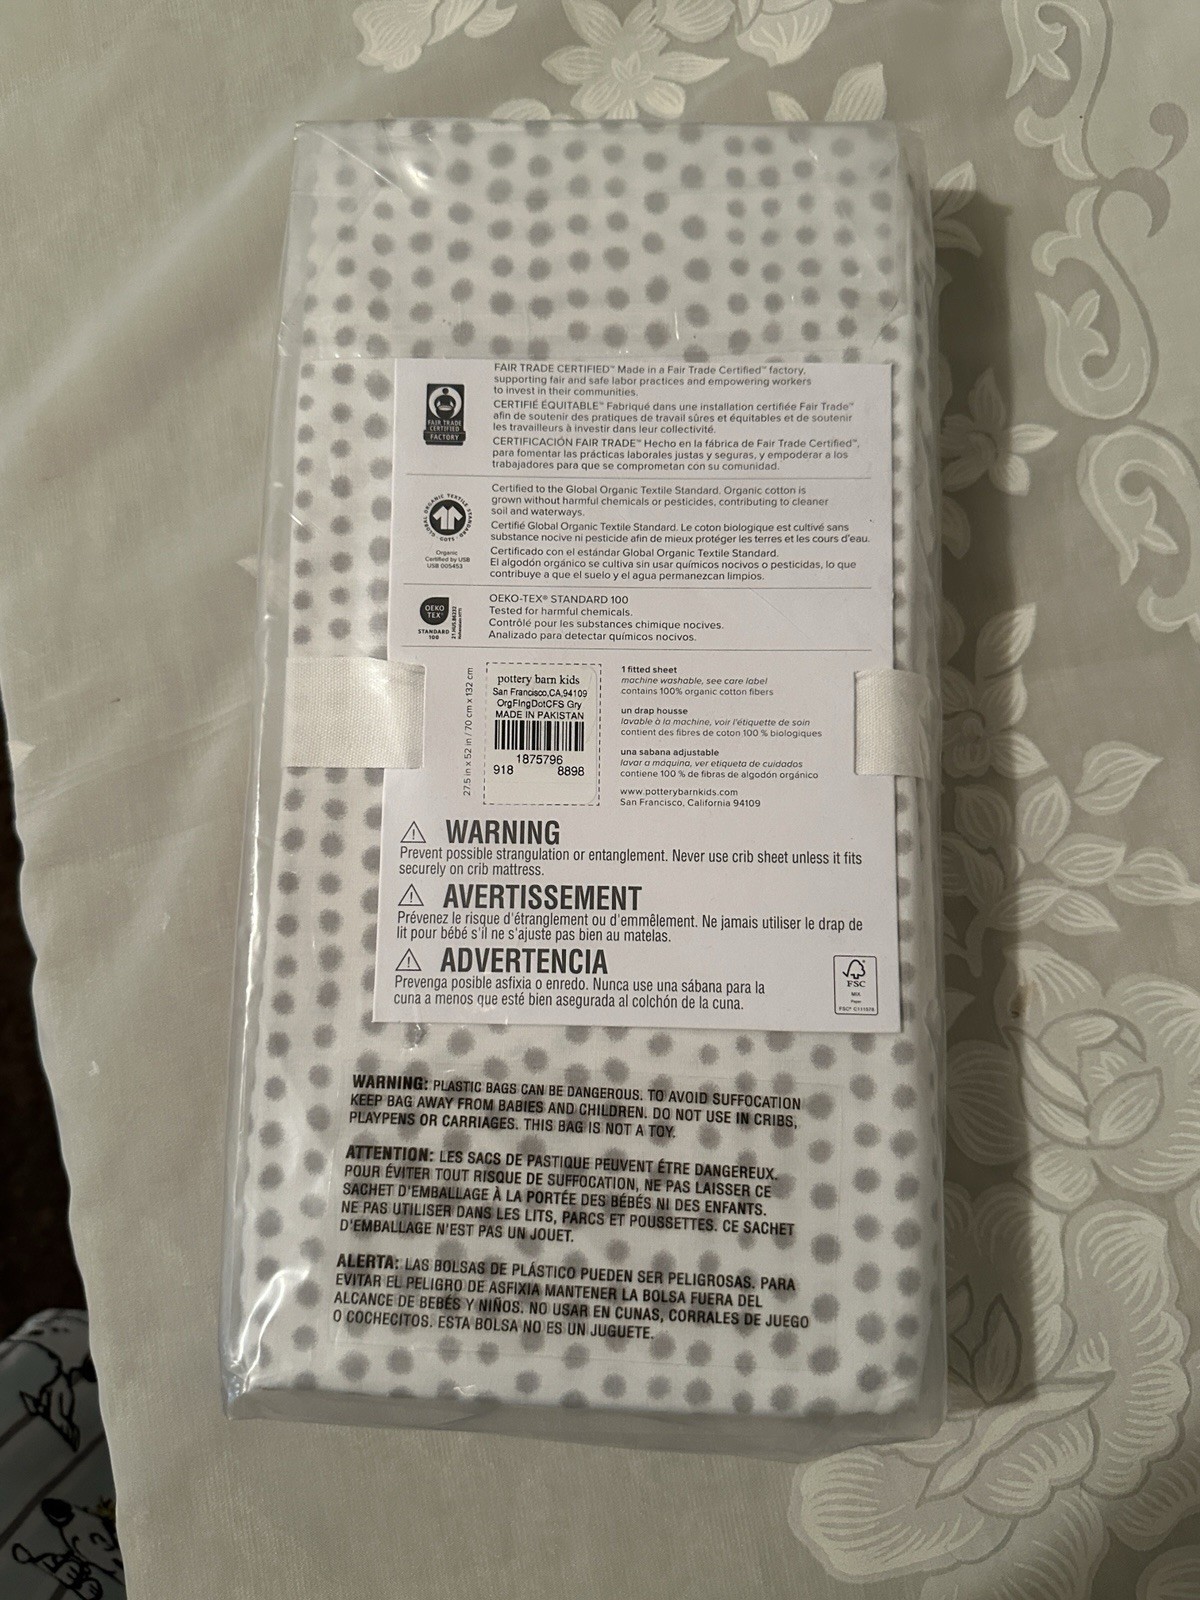 FAIR TRADE CERTIFIED™ Made in a Fair Trade Certified™ factory,
supporting fair and safe labor practices and empowering workers
to invest in their communities.
CERTIFIÉ ÉQUITABLE™ Fabriqué dans une installation certifiée Fair Trade™
afin de soutenir des pratiques de travail sûres et équitables et de soutenir
les travailleurs à investir dans leur collectivité.
CERTIFICACIÓN FAIR TRADE™ Hecho en la fábrica de Fair Trade Certified™,
para fomentar las prácticas laborales justas y seguras, y empoderar a los
trabajadores para que se comprometan con su comunidad.
FAIR TRADE
CERTIFIED
FACTORY
GLOBAL ORGANIC TEXTILE STANDARD
GOTS
Organic
Certified by USB
USB 005453
Certified to the Global Organic Textile Standard. Organic cotton is
grown without harmful chemicals or pesticides, contributing to cleaner
soil and waterways.
Certifié Global Organic Textile Standard. Le coton biologique est cultivé sans
substance nocive ni pesticide afin de mieux protéger les terres et les cours d'eau.
Certificado con el estándar Global Organic Textile Standard.
El algodón orgánico se cultiva sin usar químicos nocivos o pesticidas, lo que
contribuye a que el suelo y el agua permanezcan limpios.
OEKO
TEX®
STANDARD
100
OEKO-TEX® STANDARD 100
Tested for harmful chemicals.
Contrôlé pour les substances chimique nocives.
Analizado para detectar químicos nocivos.
27.5 in x 52 in / 70 cm x 132 cm
pottery barn kids
San Francisco,CA,94109
OrgFlngDotCFS Gry
MADE IN PAKISTAN
1875796
918 8898
1 fitted sheet
machine washable, see care label
contains 100% organic cotton fibers
un drap housse
lavable à la machine, voir l'étiquette de soin
contient des fibres de coton 100 % biologiques
una sabana adjustable
lavar a máquina, ver etiqueta de cuidados
contiene 100 % de fibras de algodón orgánico
www.potterybarnkids.com
San Francisco, California 94109
WARNING
Prevent possible strangulation or entanglement. Never use crib sheet unless it fits
securely on crib mattress.
AVERTISSEMENT
Prévenez le risque d'étranglement ou d'emmêlement. Ne jamais utiliser le drap de
lit pour bébé s'il ne s'ajuste pas bien au matelas.
ADVERTENCIA
Prevenga posible asfixia o enredo. Nunca use una sábana para la
cuna a menos que esté bien asegurada al colchón de la cuna.
FSC
MIX
Paper
WARNING: PLASTIC BAGS CAN BE DANGEROUS. TO AVOID SUFFOCATION
KEEP BAG AWAY FROM BABIES AND CHILDREN. DO NOT USE IN CRIBS,
PLAYPENS OR CARRIAGES. THIS BAG IS NOT A TOY.
ATTENTION: LES SACS DE PASTIQUE PEUVENT ÉTRE DANGEREUX.
POUR ÉVITER TOUT RISQUE DE SUFFOCATION, NE PAS LAISSER CE
SACHET D'EMBALLAGE À LA PORTÉE DES BÉBÉS NI DES ENFANTS.
NE PAS UTILISER DANS LES LITS, PARCS ET POUSSETTES. CE SACHET
D'EMBALLAGE N'EST PAS UN JOUET.
ALERTA: LAS BOLSAS DE PLÁSTICO PUEDEN SER PELIGROSAS. PARA
EVITAR EL PELIGRO DE ASFIXIA MANTENER LA BOLSA FUERA DEL
ALCANCE DE BEBÉS Y NIÑOS. NO USAR EN CUNAS, CORRALES DE JUEGO
O COCHECITOS. ESTA BOLSA NO ES UN JUGUETE.